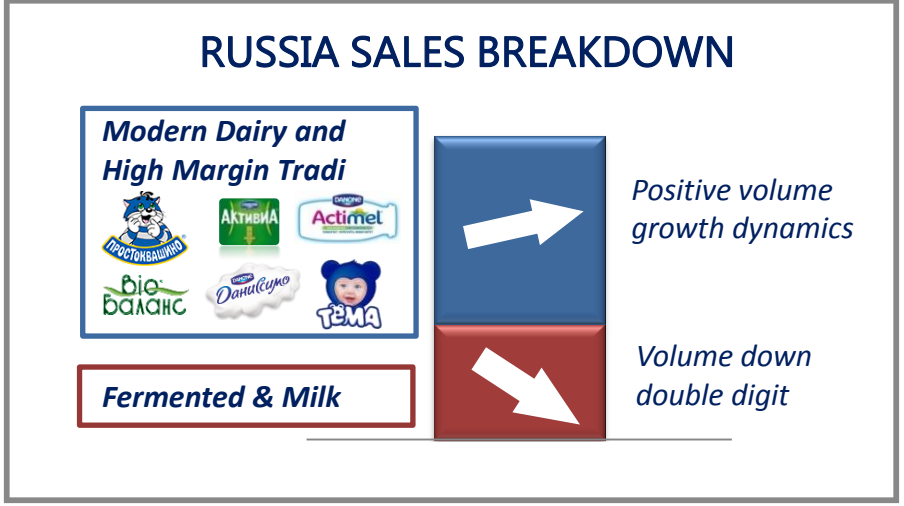 RUSSIA SALES BREAKDOWN
Modern Dairy and
High Margin Tradi
ПРОСТОКВАШИНО
АКТИВИА
DANONE
Actimel
Bio
Баланс
DANONE
Даниссимо
ТЁМА
Positive volume
growth dynamics
Fermented & Milk
Volume down
double digit